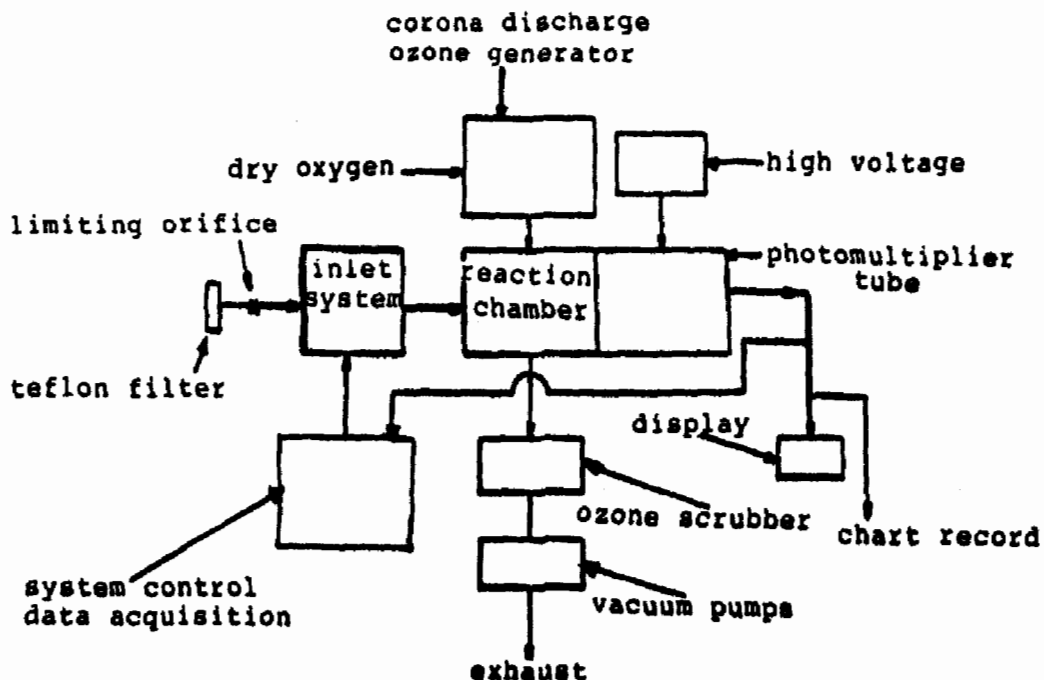 corona discharge
ozone generator
dry oxygen
high voltage
limiting orifice
inlet
system
reaction
chamber
photomultiplier
tube
teflon filter
display
ozone scrubber
chart record
system control
data acquisition
vacuum pumps
exhaust